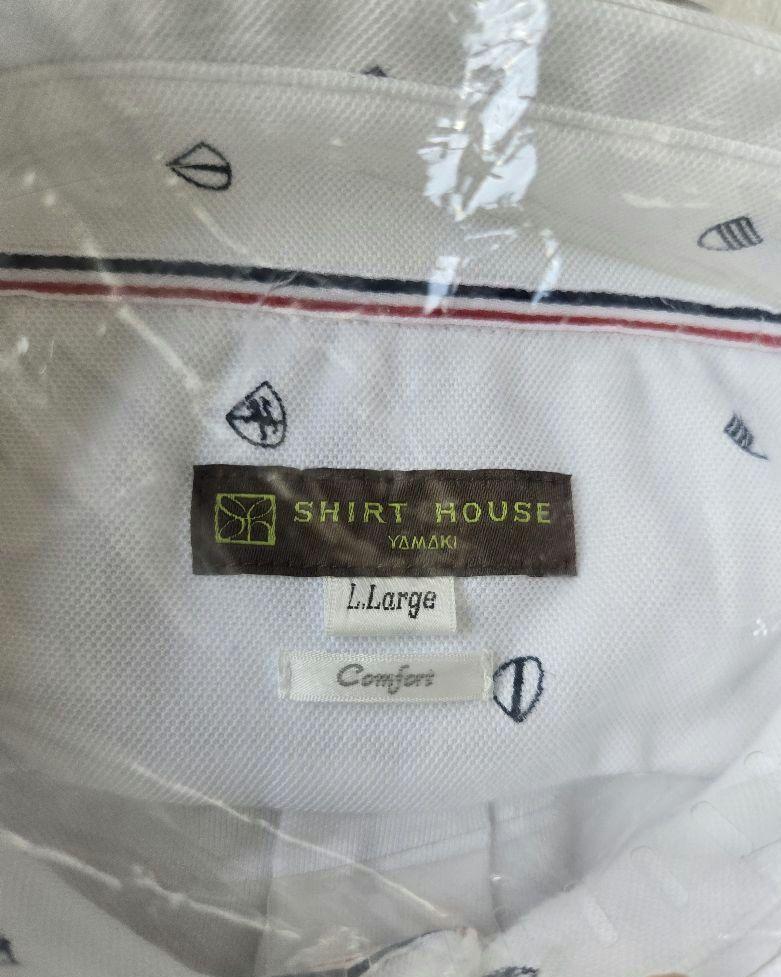 SHIRT HOUSE
YAMAKI
L.Large
Comfort